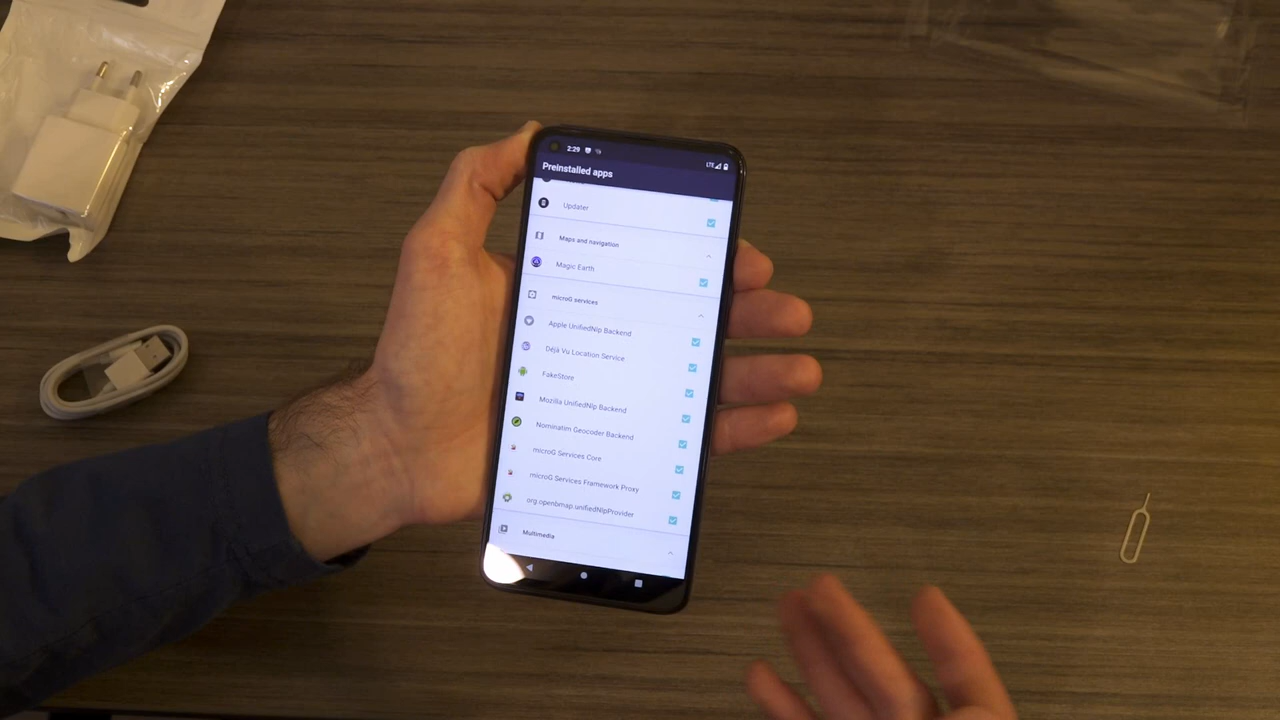 2:29
LTE
Preinstalled apps
Updater
Maps and navigation
Magic Earth
microG services
Apple UnifiedNlp Backend
Déjà Vu Location Service
FakeStore
Mozilla UnifiedNlp Backend
Nominatim Geocoder Backend
microG Services Core
microG Services Framework Proxy
org.openbmap.unifiedNlpProvider
Multimedia